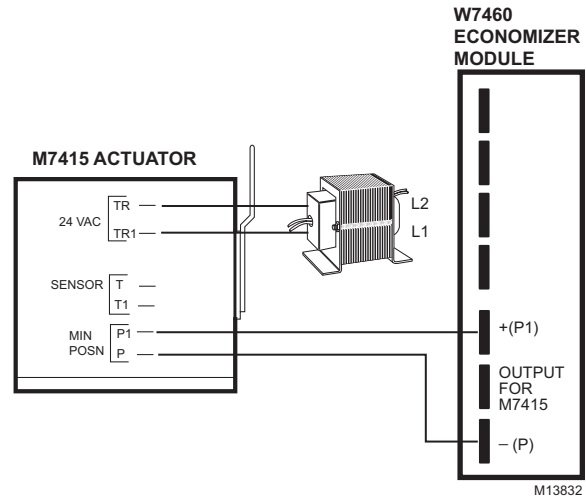 W7460
ECONOMIZER
MODULE
M7415 ACTUATOR
24 VAC
TR
TR1
L2
L1
SENSOR
T
T1
MIN
POSN
P1
P
+(P1)
OUTPUT
FOR
M7415
– (P)
M13832